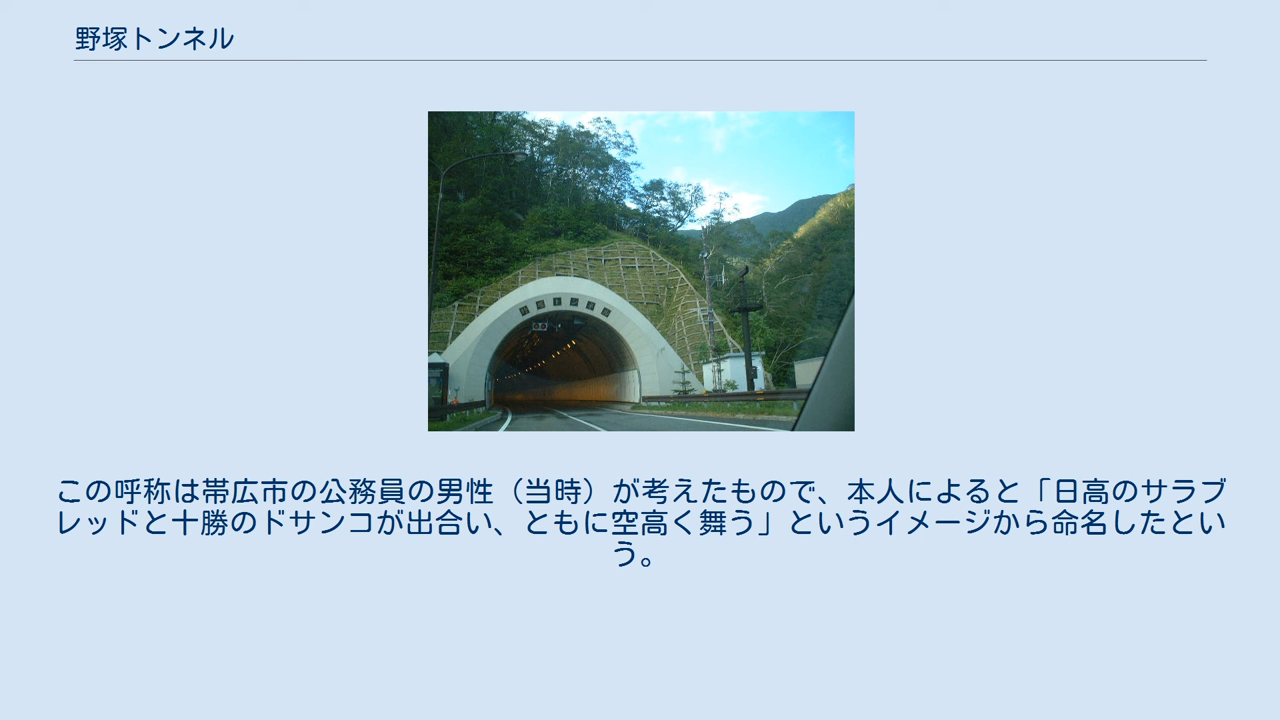 野塚トンネル
この呼称は帯広市の公務員の男性（当時）が考えたもので、本人によると「日高のサラブ
レッドと十勝のドサンコが出合い、ともに空高く舞う」というイメージから命名したとい
う。